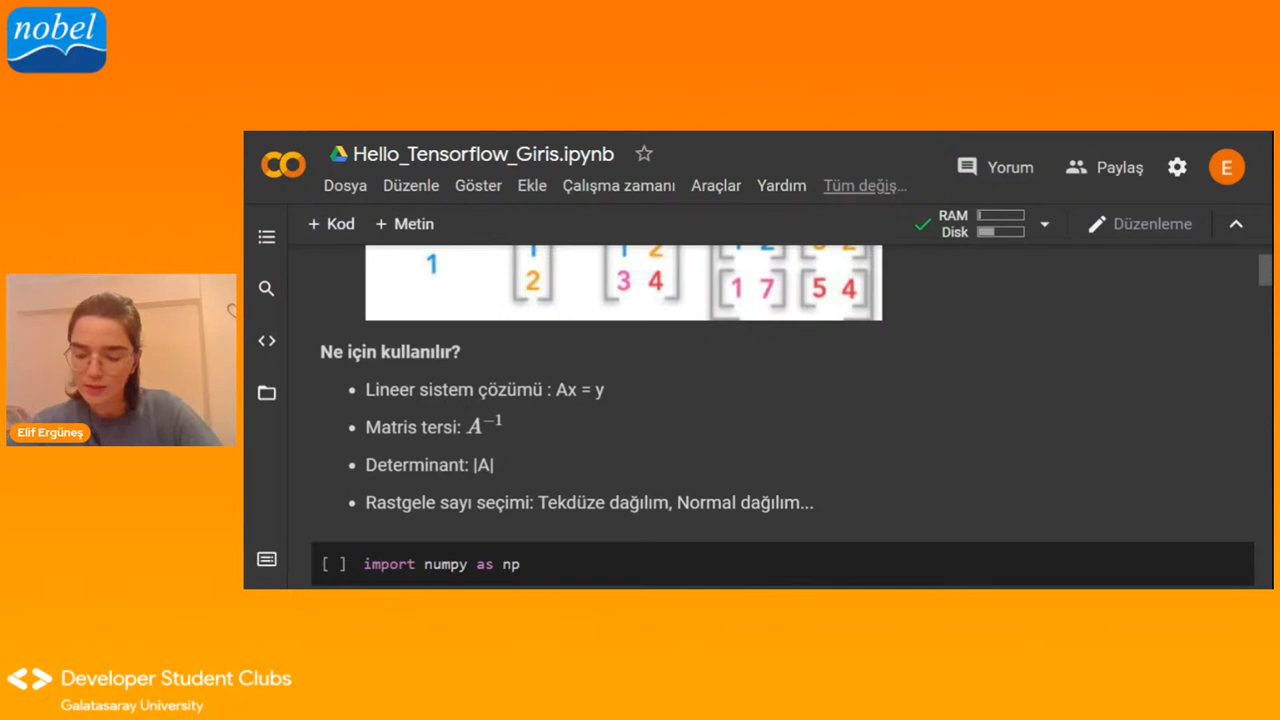 nobel
Hello_Tensorflow_Giris.ipynb
Dosya Düzenle Göster Ekle Çalışma zamanı Araçlar Yardım Tüm değiş...
Yorum Paylaş E
+ Kod + Metin
RAM
Disk
Düzenleme
1
2
3 4
1 7 5 4
Ne için kullanılır?
• Lineer sistem çözümü : Ax = y
• Matris tersi: A⁻¹
• Determinant: |A|
• Rastgele sayı seçimi: Tekdüze dağılım, Normal dağılım...
[ ] import numpy as np
Elif Ergüneş
Developer Student Clubs
Galatasaray University